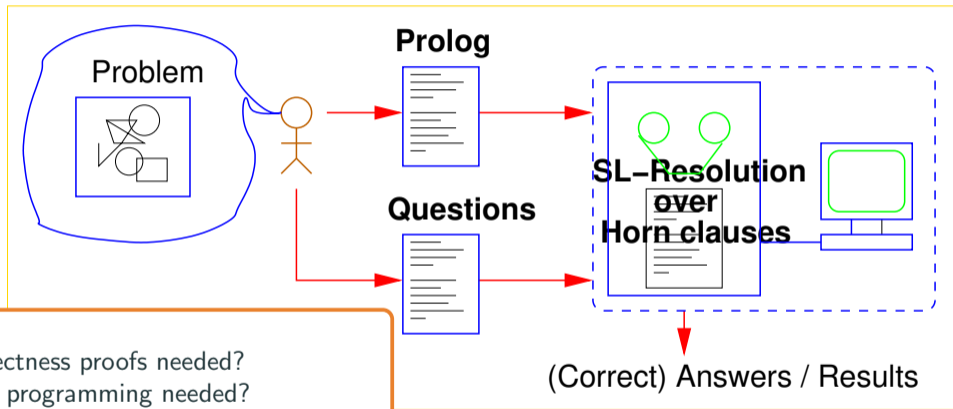 Prolog
Problem
SL–Resolution
over
Horn clauses
Questions
ectness proofs needed?
programming needed?
(Correct) Answers / Results